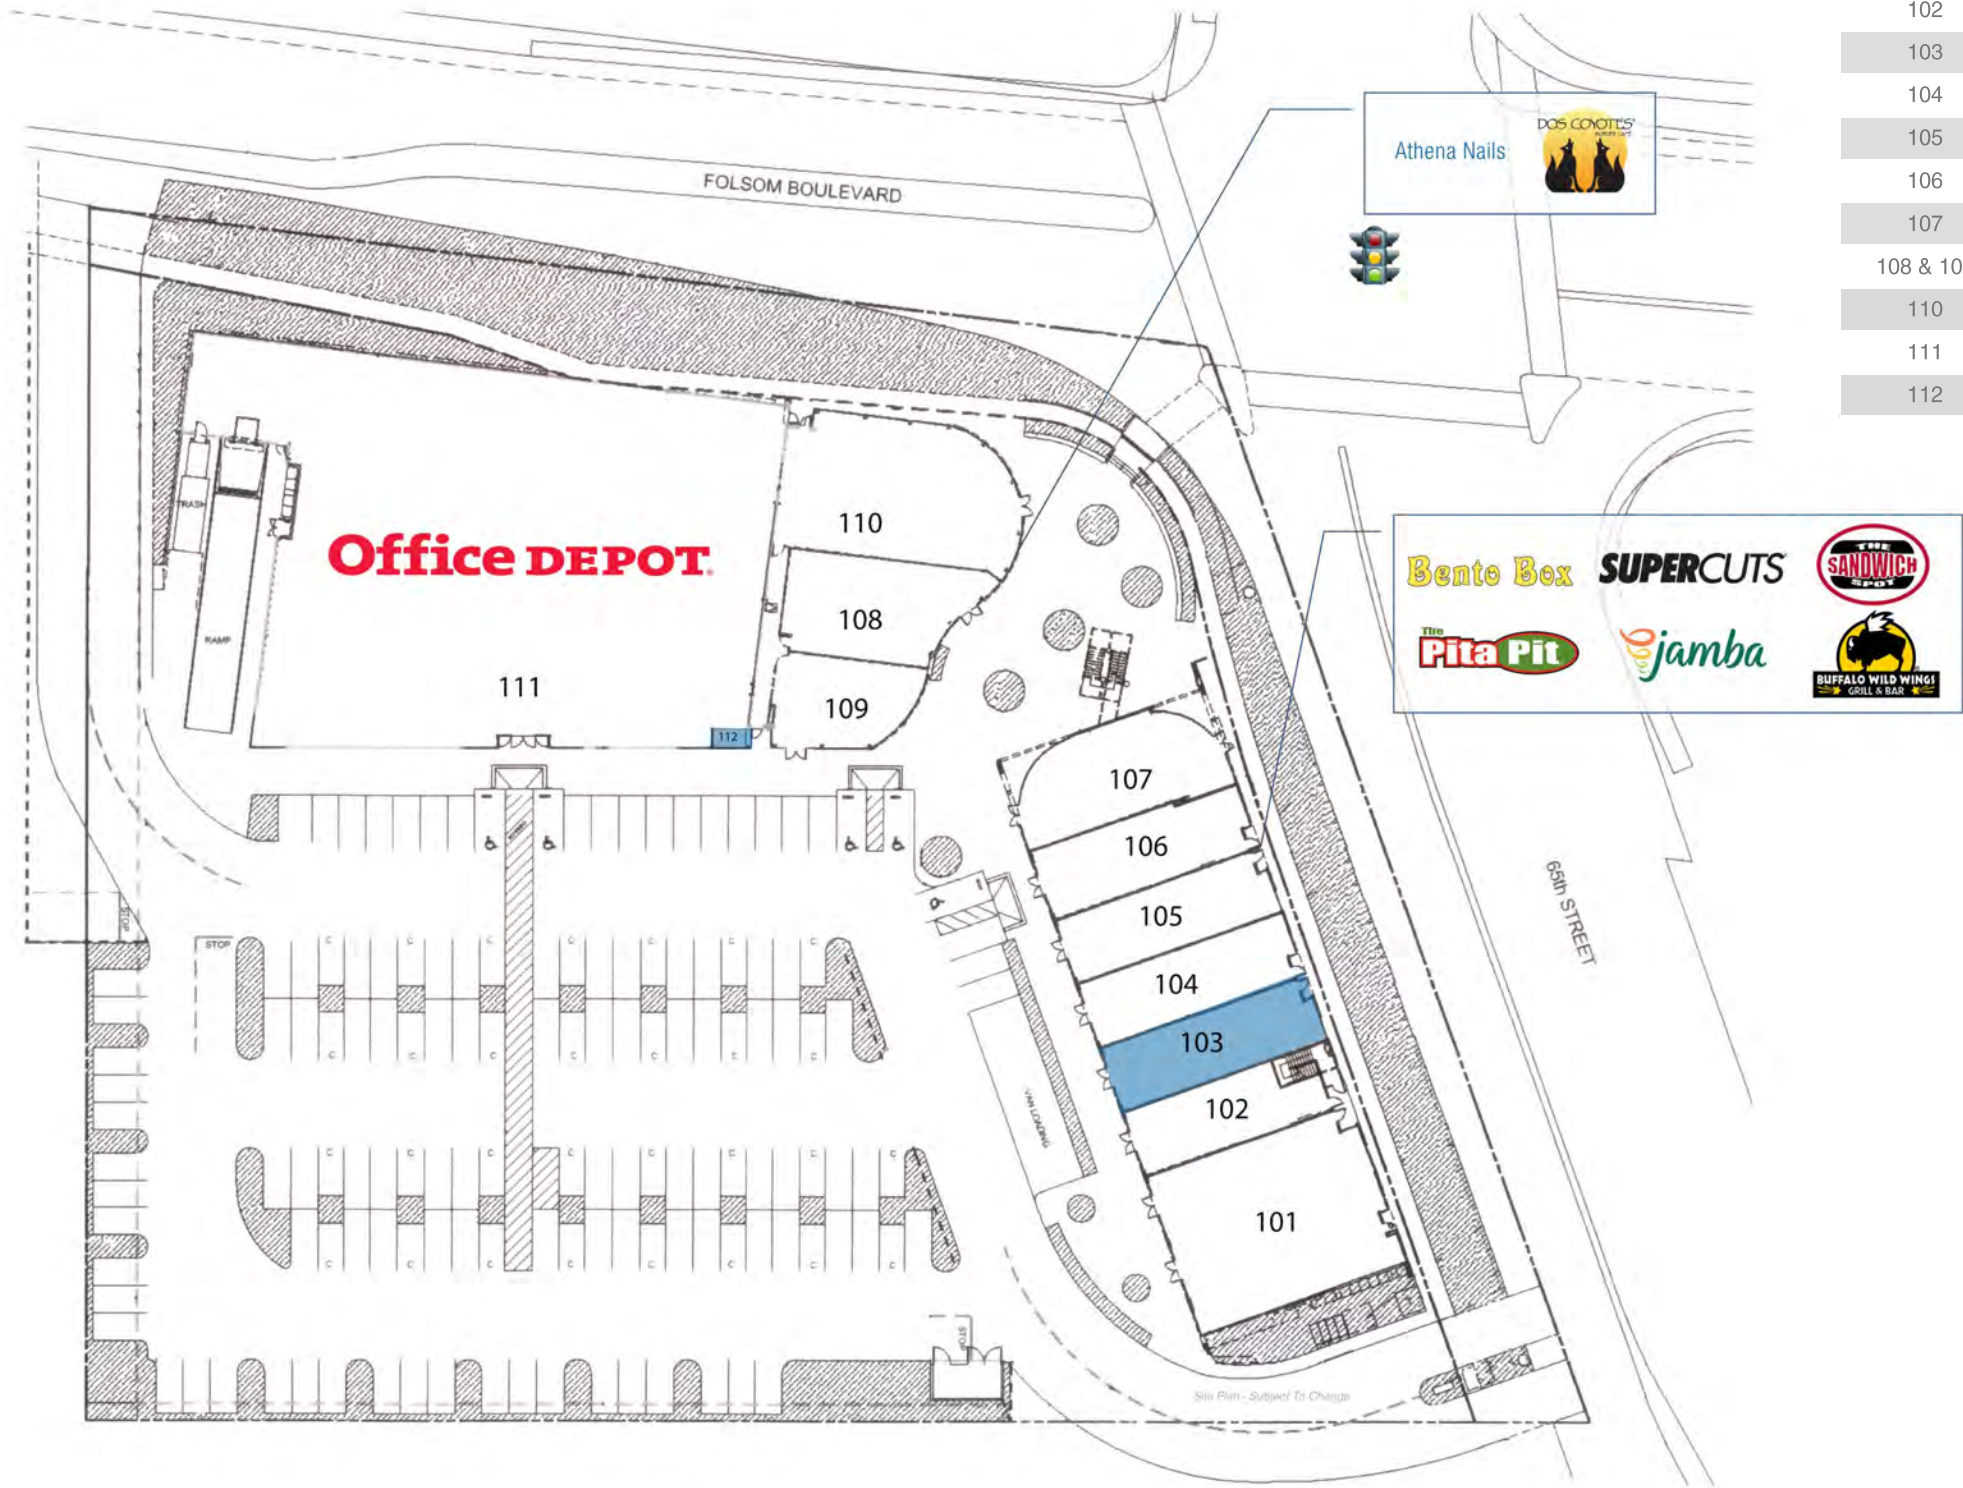 102
103
104
105
106
107
108 & 10
110
111
112
Athena Nails
DOS COYOTES
FOLSOM BOULEVARD
Office DEPOT
TRASH
RAMP
110
108
109
111
112
Bento Box
SUPERCUTS
THE
SANDWICH
SPOT
The
Pita Pit
jamba
BUFFALO WILD WINGS
GRILL & BAR
107
106
105
104
103
102
101
65th STREET
STOP
STOP
VAN LOADING
C C C C C C C
C C C C C C C
C C C C C C C C
C C C C C C C C
STOP
Site Plan - Subject To Change